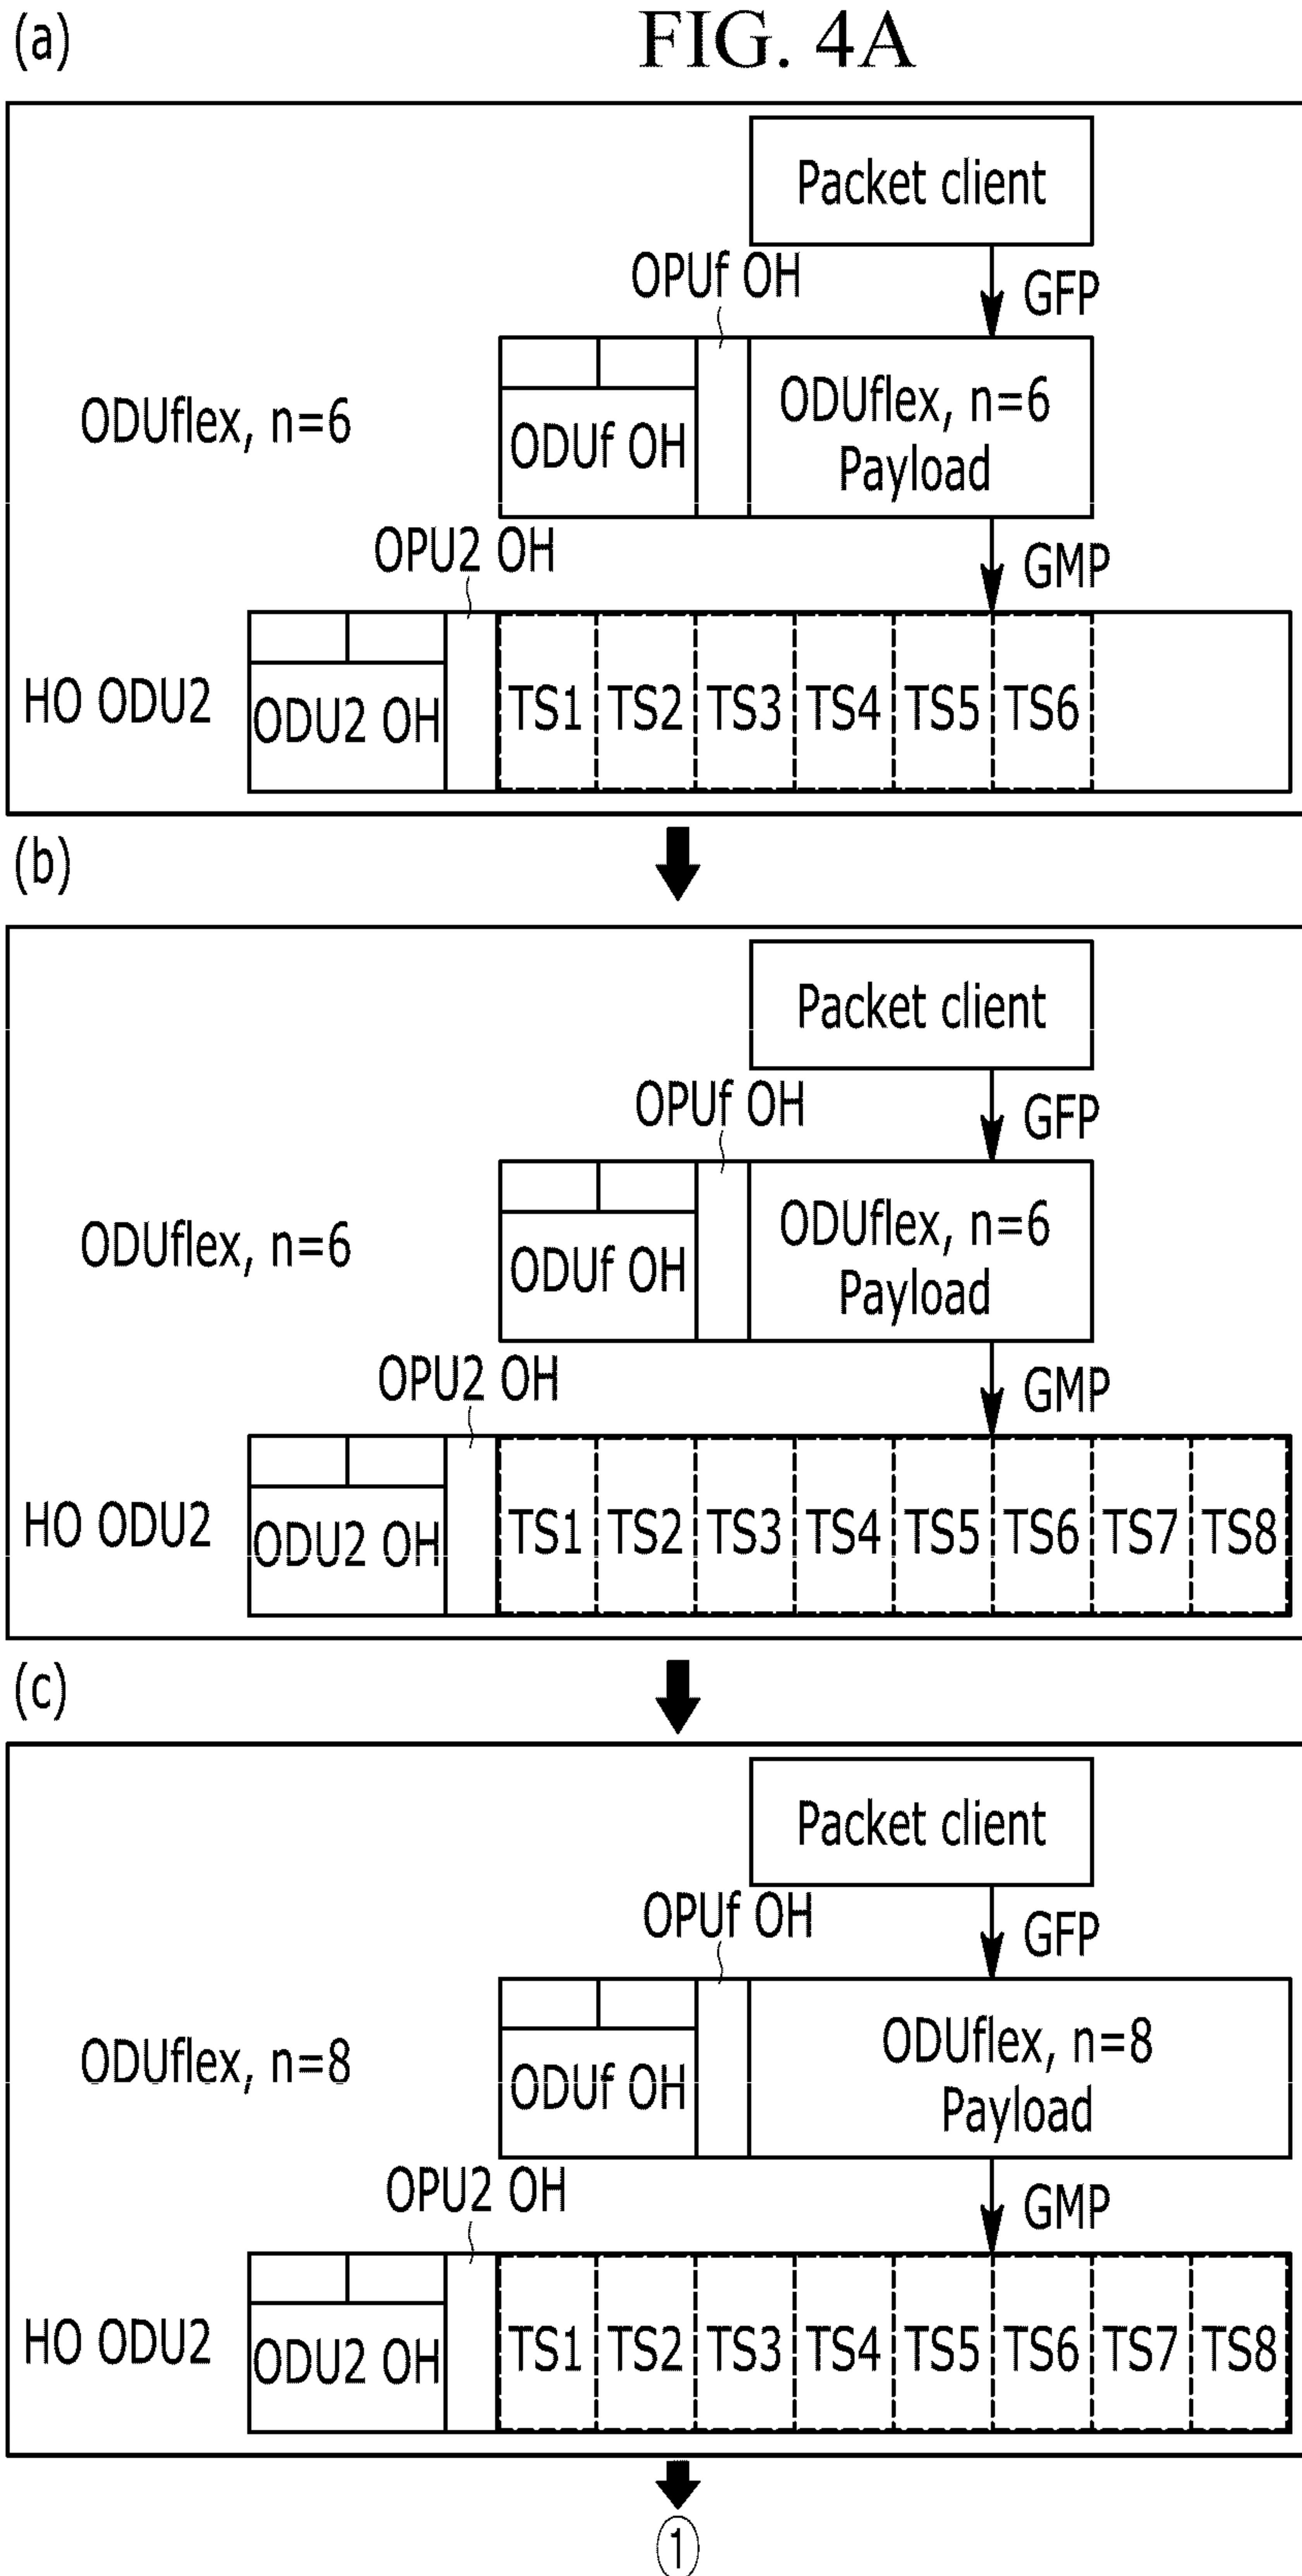 (a)
FIG. 4A
Packet client
OPUf OH
GFP
ODUflex, n=6
ODUf OH
ODUflex, n=6
Payload
OPU2 OH
GMP
HO ODU2
ODU2 OH
TS1 TS2 TS3 TS4 TS5 TS6
(b)
Packet client
OPUf OH
GFP
ODUflex, n=6
ODUf OH
ODUflex, n=6
Payload
OPU2 OH
GMP
HO ODU2
ODU2 OH
TS1 TS2 TS3 TS4 TS5 TS6 TS7 TS8
(c)
Packet client
OPUf OH
GFP
ODUflex, n=8
ODUf OH
ODUflex, n=8
Payload
OPU2 OH
GMP
HO ODU2
ODU2 OH
TS1 TS2 TS3 TS4 TS5 TS6 TS7 TS8
1